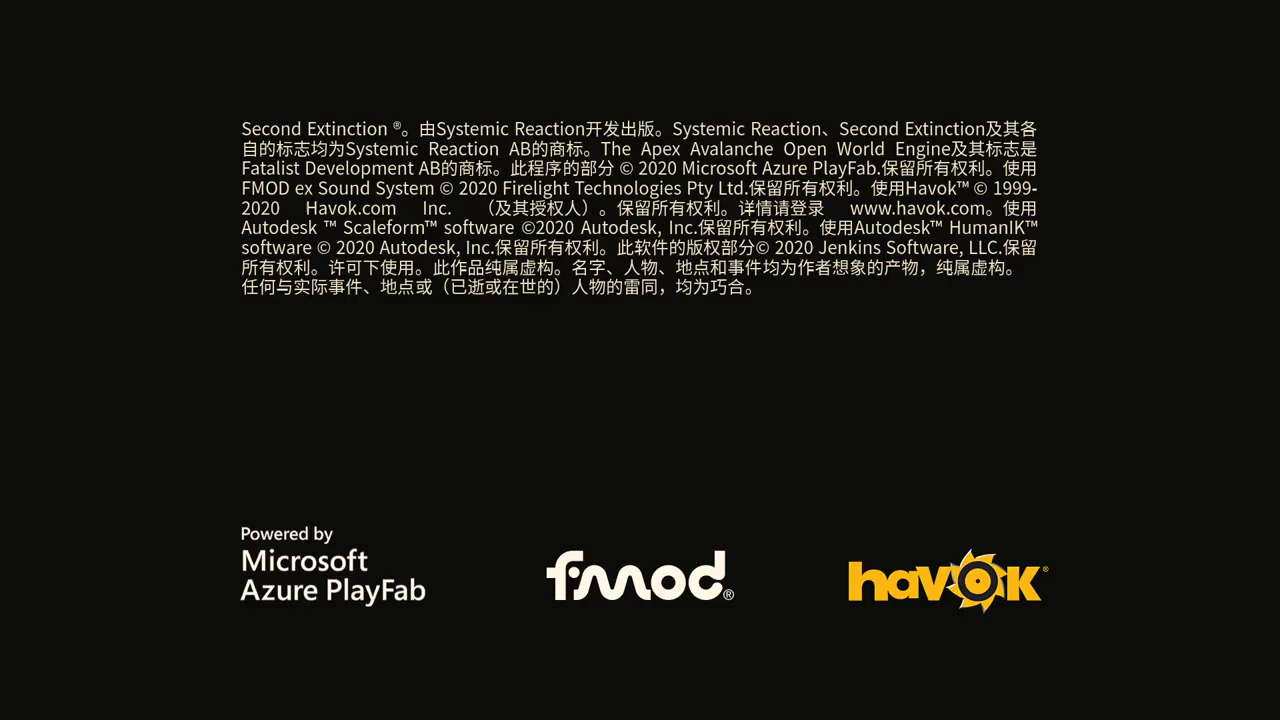 Second Extinction ®。由Systemic Reaction开发出版。Systemic Reaction、Second Extinction及其各
自的标志均为Systemic Reaction AB的商标。The Apex Avalanche Open World Engine及其标志是
Fatalist Development AB的商标。此程序的部分 © 2020 Microsoft Azure PlayFab.保留所有权利。使用
FMOD ex Sound System © 2020 Firelight Technologies Pty Ltd.保留所有权利。使用Havok™ © 1999-
2020 Havok.com Inc. （及其授权人）。保留所有权利。详情请登录 www.havok.com。使用
Autodesk ™ Scaleform™ software ©2020 Autodesk, Inc.保留所有权利。使用Autodesk™ HumanIK™
software © 2020 Autodesk, Inc.保留所有权利。此软件的版权部分© 2020 Jenkins Software, LLC.保留
所有权利。许可下使用。此作品纯属虚构。名字、人物、地点和事件均为作者想象的产物，纯属虚构。
任何与实际事件、地点或（已逝或在世的）人物的雷同，均为巧合。
Powered by
Microsoft
Azure PlayFab
fmod®
havok®